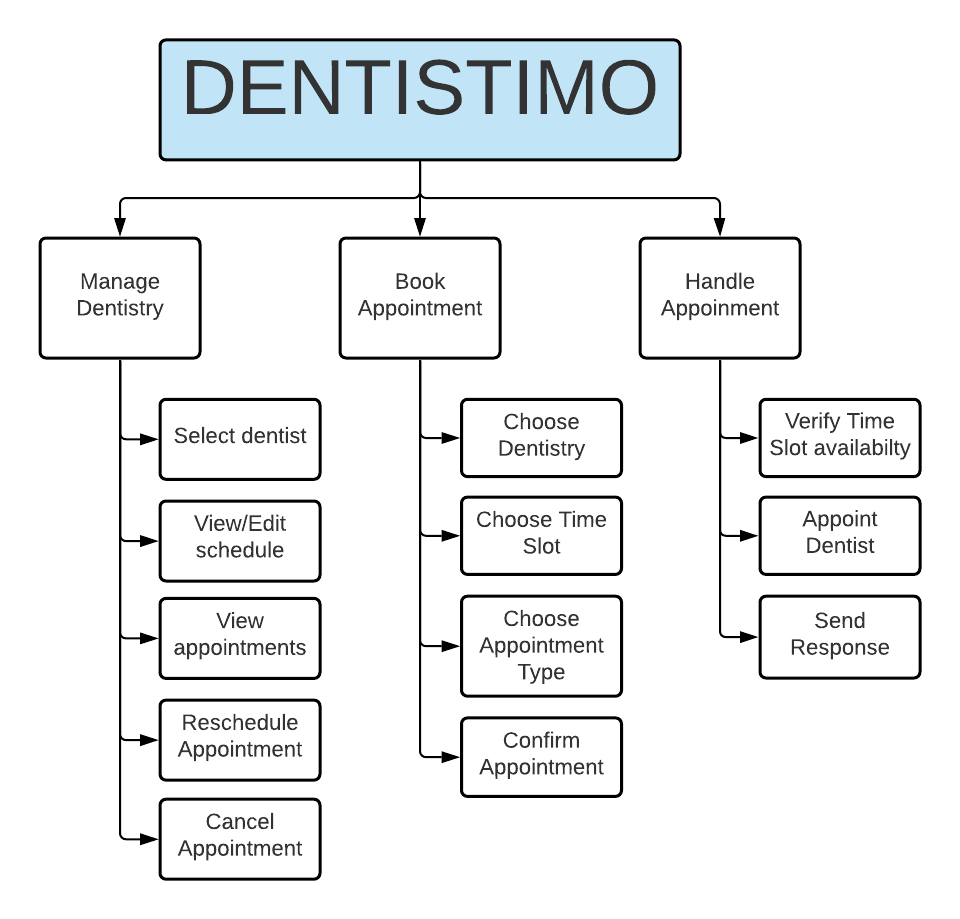 DENTISTIMO
Manage
Dentistry
Book
Appointment
Handle
Appoinment
Select dentist
View/Edit
schedule
View
appointments
Reschedule
Appointment
Cancel
Appointment
Choose
Dentistry
Choose Time
Slot
Choose
Appointment
Type
Confirm
Appointment
Verify Time
Slot availabilty
Appoint
Dentist
Send
Response